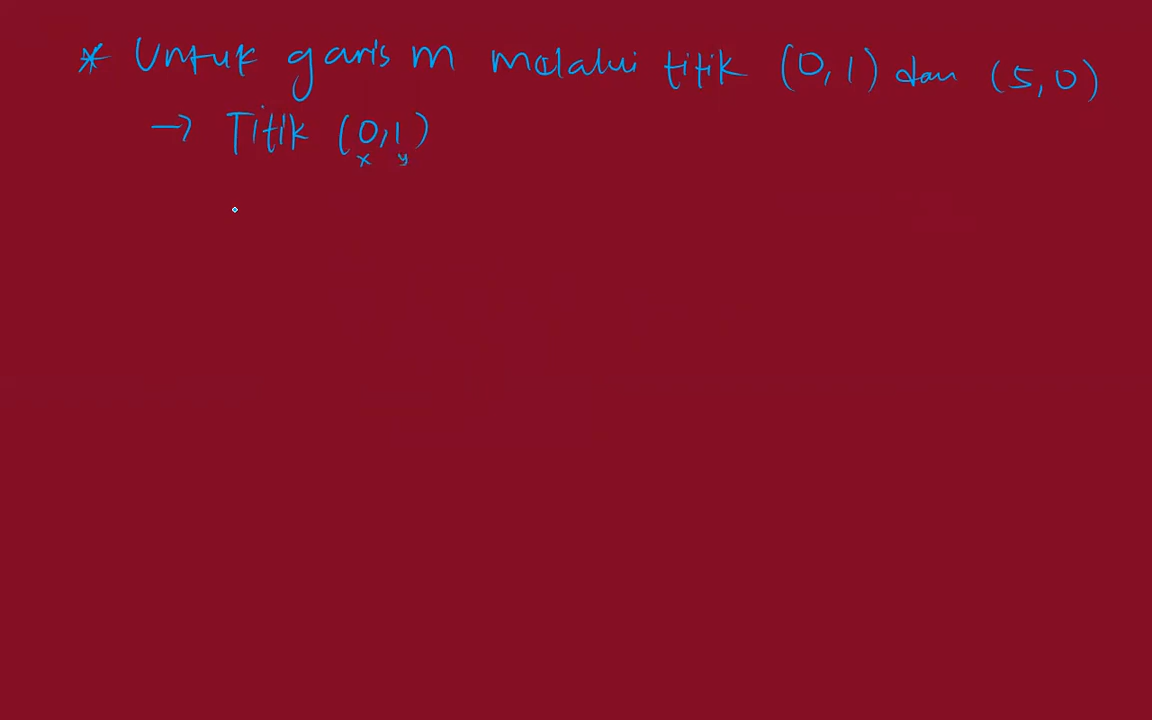 * Untuk garis m melalui titik (0,1) dan (5,0)
→ Titik (0,1)
x y